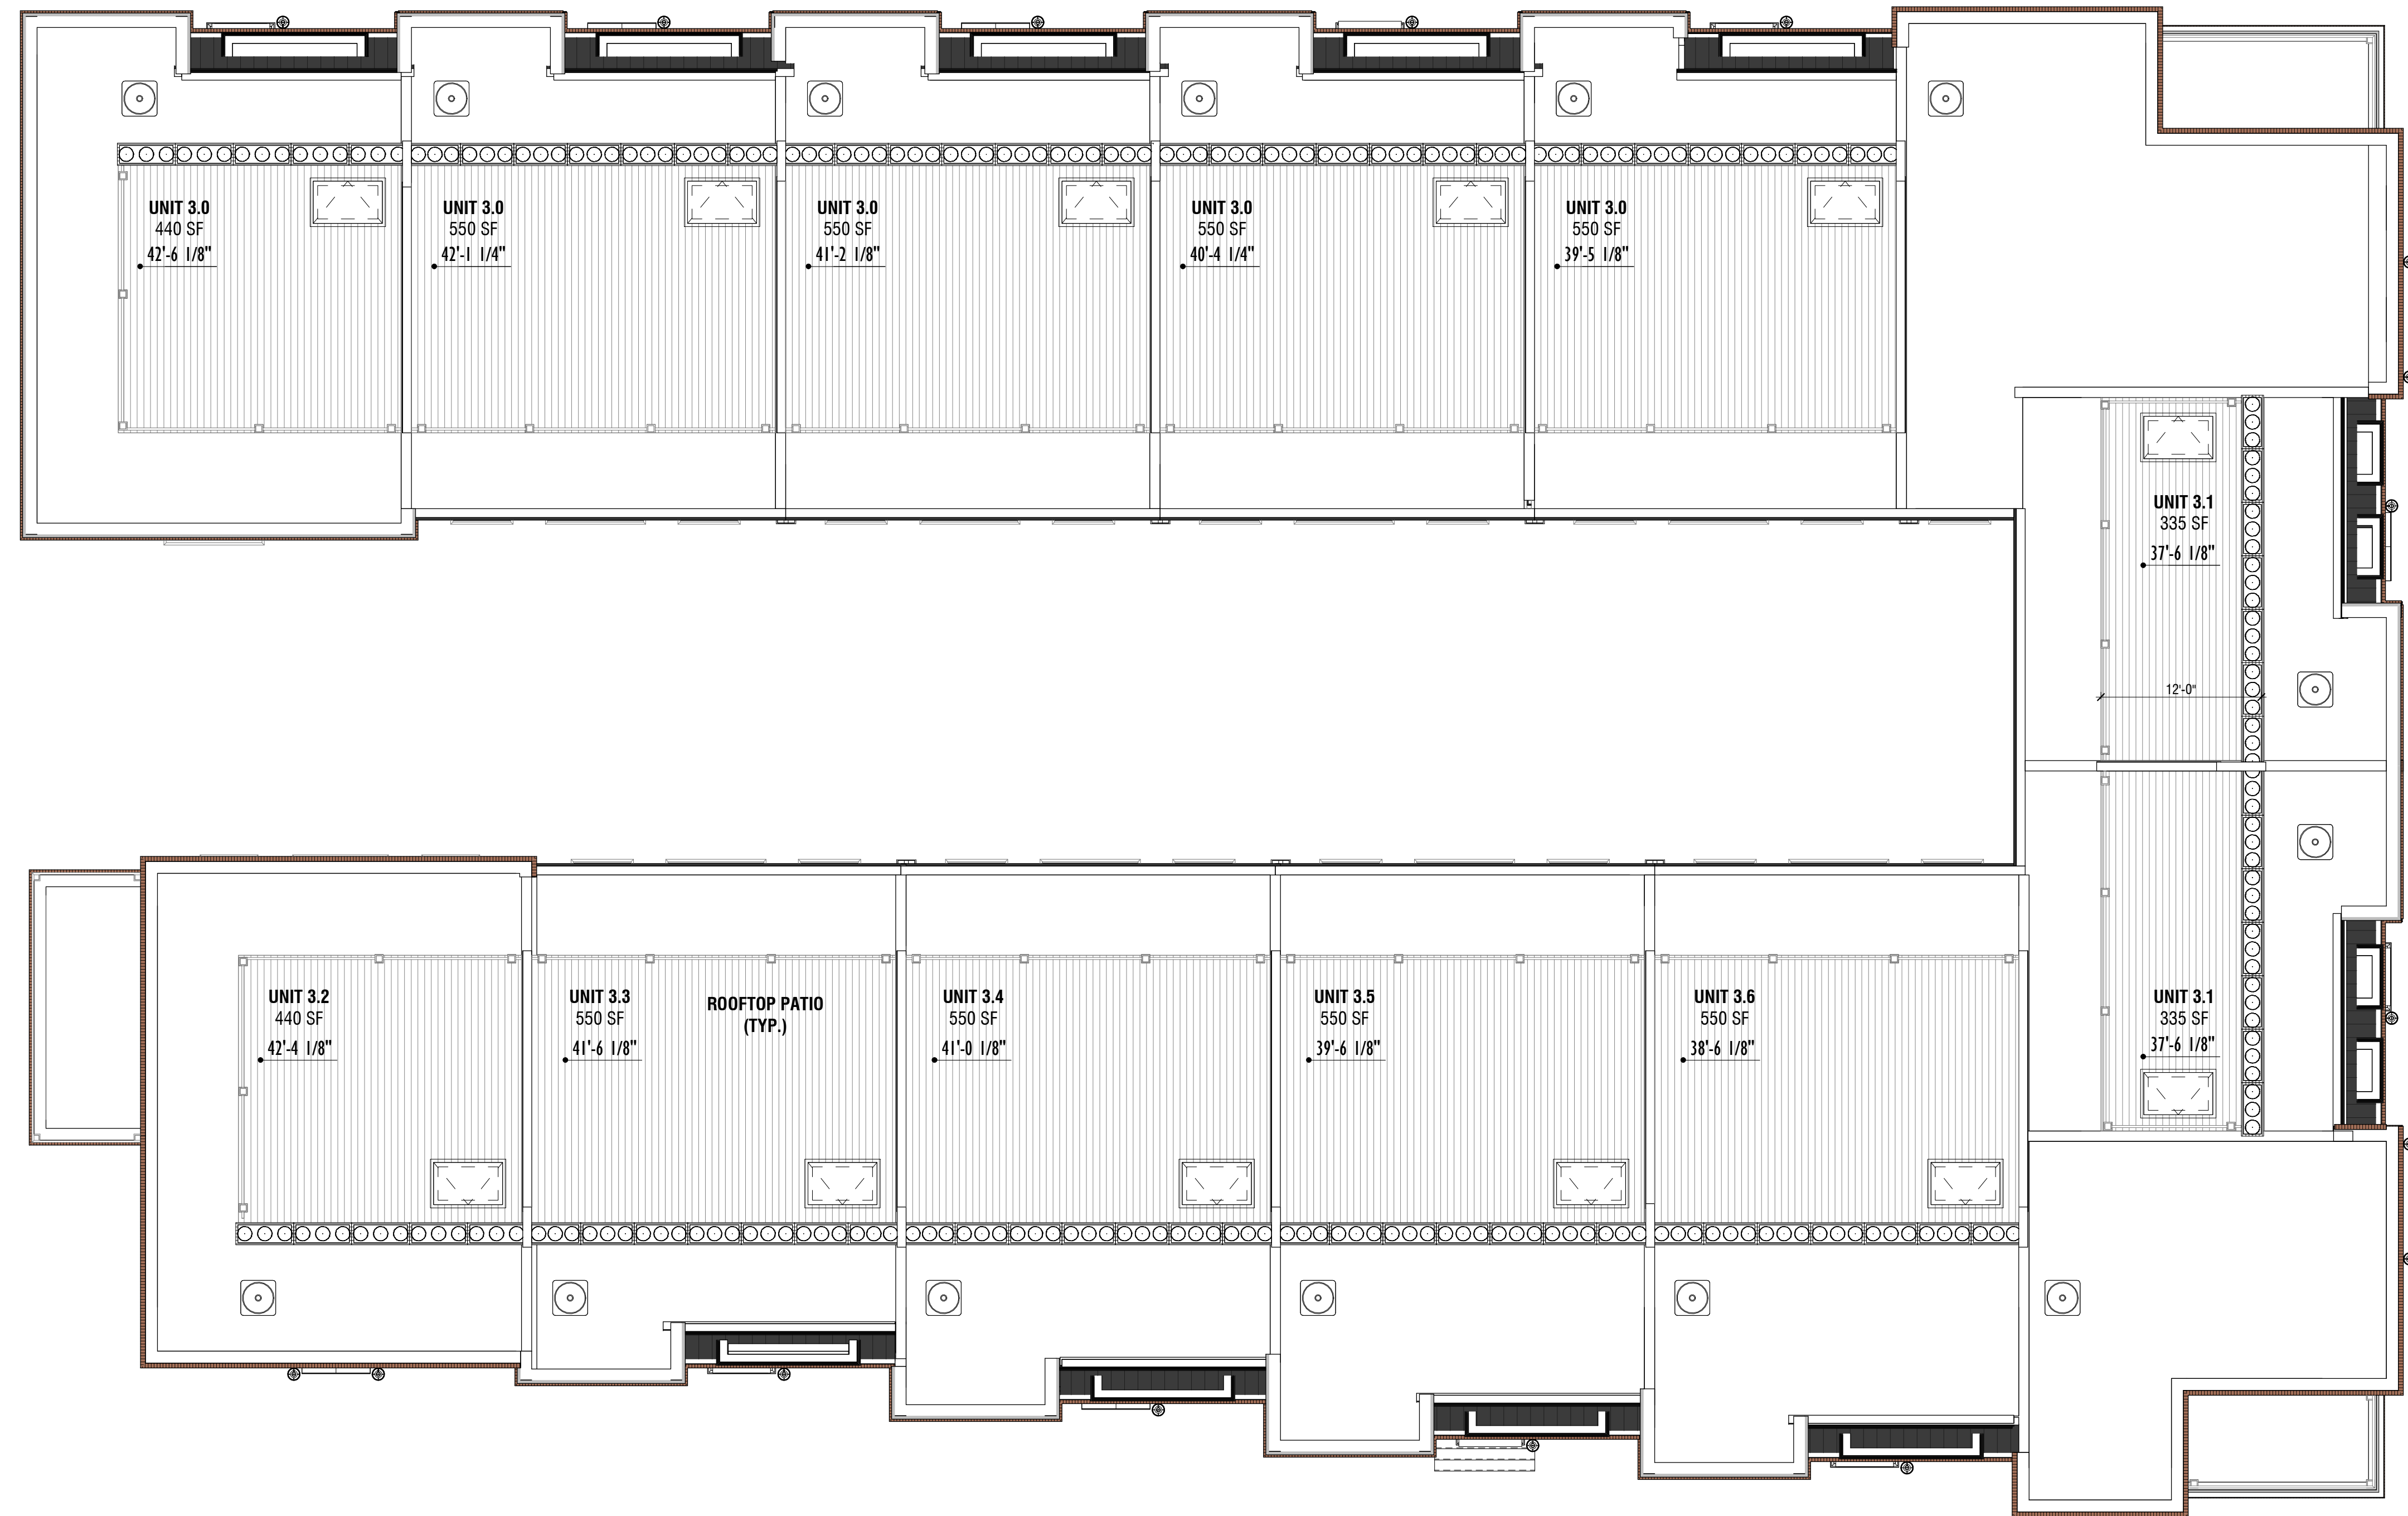 UNIT 3.0
440 SF
42'-6 1/8"
UNIT 3.0
550 SF
42'-1 1/4"
UNIT 3.0
550 SF
41'-2 1/8"
UNIT 3.0
550 SF
40'-4 1/4"
UNIT 3.0
550 SF
39'-5 1/8"
UNIT 3.1
335 SF
37'-6 1/8"
12'-0"
UNIT 3.2
440 SF
42'-4 1/8"
UNIT 3.3
550 SF
41'-6 1/8"
ROOFTOP PATIO
(TYP.)
UNIT 3.4
550 SF
41'-0 1/8"
UNIT 3.5
550 SF
39'-6 1/8"
UNIT 3.6
550 SF
38'-6 1/8"
UNIT 3.1
335 SF
37'-6 1/8"